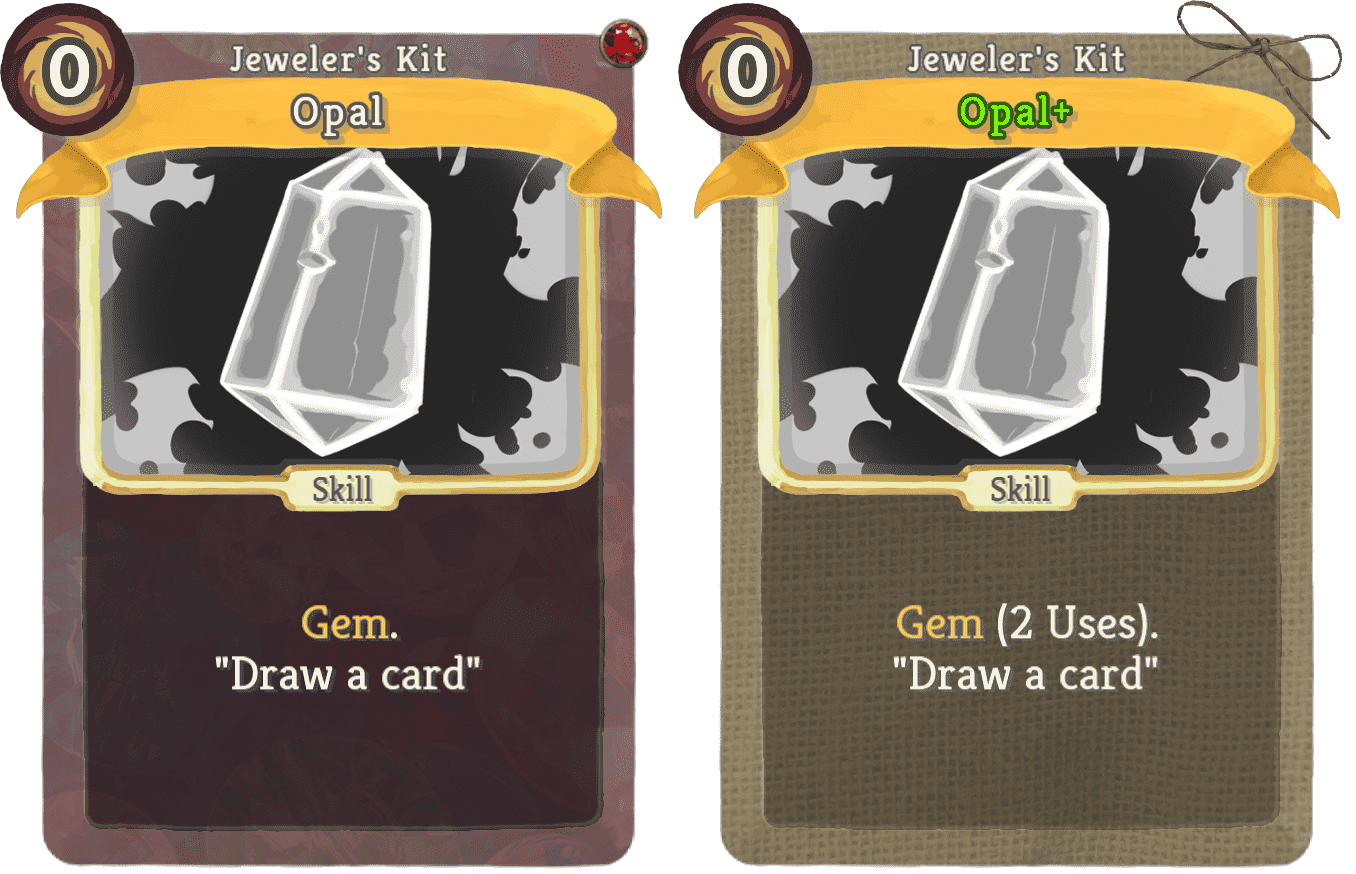 0
Jeweler's Kit
Opal
Skill
Gem.
"Draw a card"
0
Jeweler's Kit
Opal+
Skill
Gem (2 Uses).
"Draw a card"